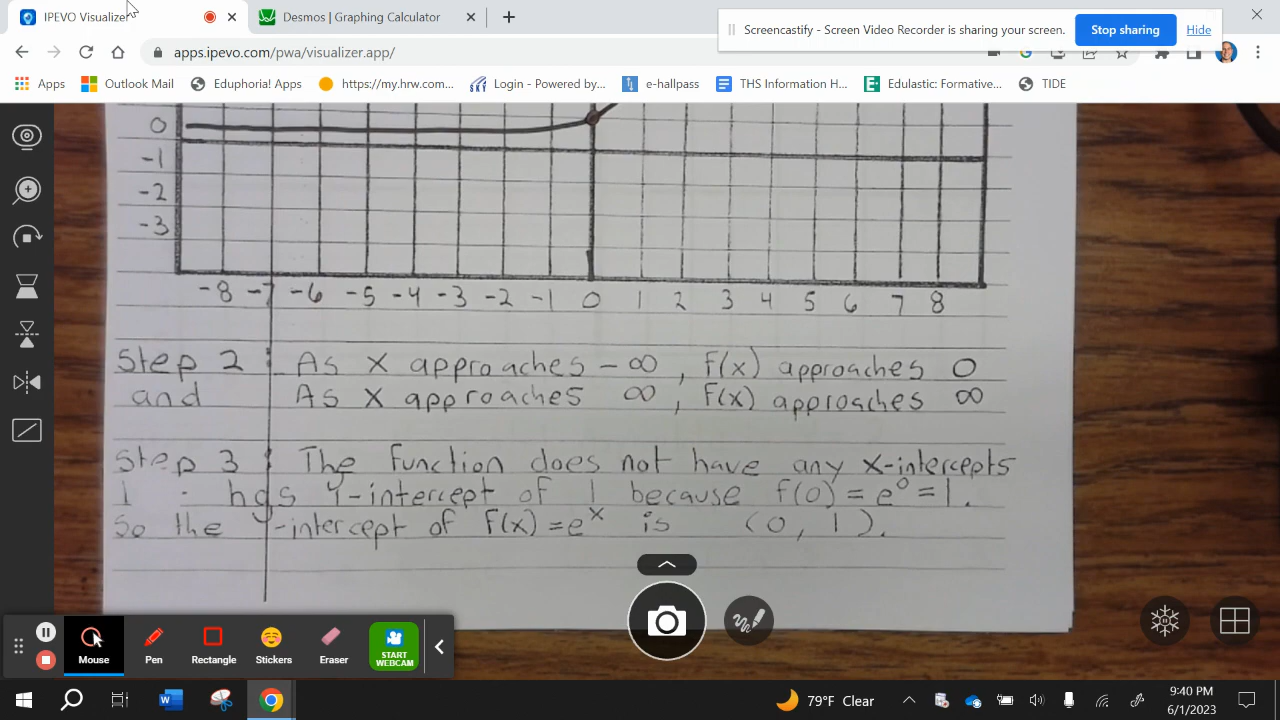 IPEVO Visualizer
Desmos | Graphing Calculator
Screencastify - Screen Video Recorder is sharing your screen.
Stop sharing
Hide
apps.ipevo.com/pwa/visualizer.app/
Apps
Outlook Mail
Eduphoria! App...
https://my.hrw.com...
Login - Powered by...
e-hallpass
THS Information H...
Edulastic: Formative...
TIDE
0
-1
-2
-3
-8 -7 -6 -5 -4 -3 -2 -1 0 1 2 3 4 5 6 7 8
Step 2 : As x approaches -∞, f(x) approaches 0
and As x approaches ∞, f(x) approaches ∞
Step 3 : The function does not have any x-intercepts
has y-intercept of 1 because f(0) = e⁰ = 1.
So the y-intercept of f(x) = eˣ is (0, 1).
Mouse
Pen
Rectangle
Stickers
Eraser
START WEBCAM
79°F Clear
9:40 PM
6/1/2023